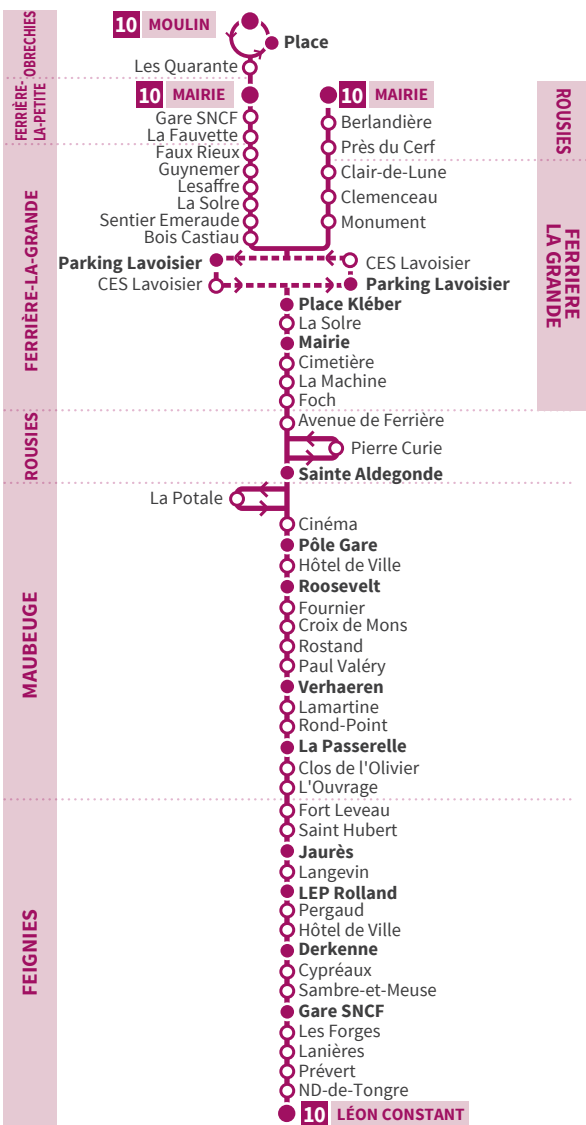 10 MOULIN
Place
Les Quarante
10 MAIRIE
10 MAIRIE
Gare SNCF
La Fauvette
Faux Rieux
Guynemer
Lesaffre
La Solre
Sentier Emeraude
Bois Castiau
Berlandière
Près du Cerf
Clair-de-Lune
Clemenceau
Monument
Parking Lavoisier
CES Lavoisier
CES Lavoisier
Parking Lavoisier
Place Kléber
La Solre
Mairie
Cimetière
La Machine
Foch
Avenue de Ferrière
Pierre Curie
Sainte Aldegonde
La Potale
Cinéma
Pôle Gare
Hôtel de Ville
Roosevelt
Fournier
Croix de Mons
Rostand
Paul Valéry
Verhaeren
Lamartine
Rond-Point
La Passerelle
Clos de l'Olivier
L'Ouvrage
Fort Leveau
Saint Hubert
Jaurès
Langevin
LEP Rolland
Pergaud
Hôtel de Ville
Derkenne
Cypréaux
Sambre-et-Meuse
Gare SNCF
Les Forges
Lanières
Prévert
ND-de-Tongre
10 LÉON CONSTANT
OBRECHIES
FERRIÈRE-
LA-PETITE
FERRIÈRE-LA-GRANDE
ROUSIES
MAUBEUGE
FEIGNIES
ROUSIES
FERRIERE
LA GRANDE